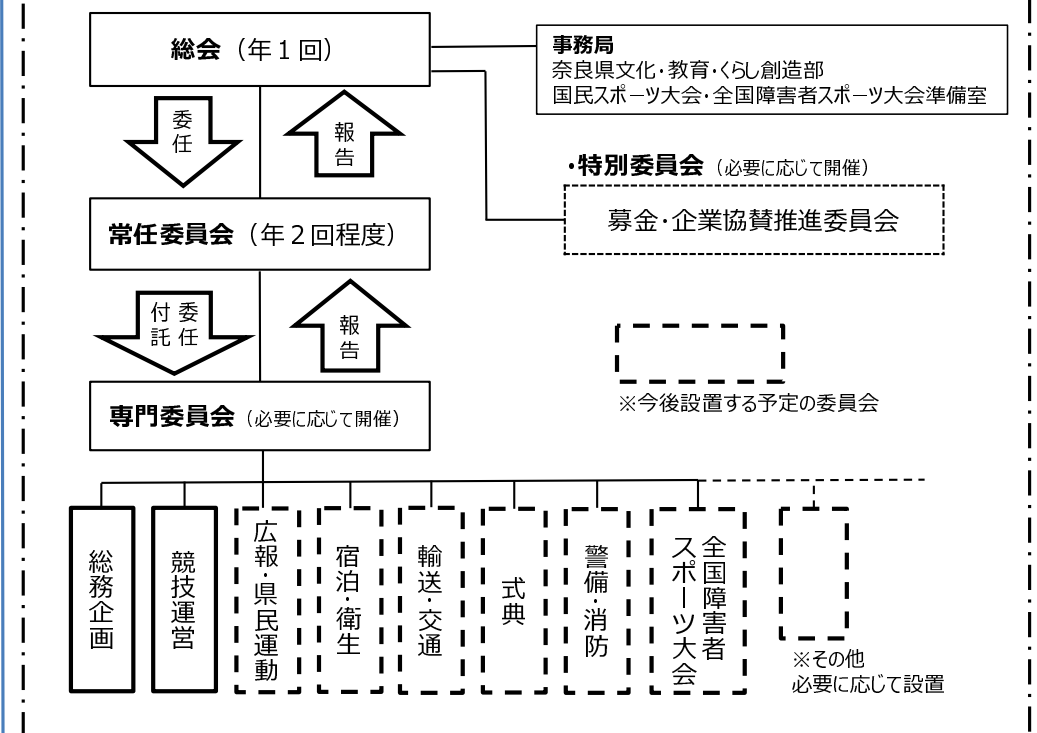 総会（年１回）
事務局
奈良県文化・教育・くらし創造部
国民スポーツ大会・全国障害者スポーツ大会準備室
委任
報告
・特別委員会（必要に応じて開催）
募金・企業協賛推進委員会
常任委員会（年２回程度）
委任
付託
報告
※今後設置する予定の委員会
専門委員会（必要に応じて開催）
総務企画
競技運営
広報・県民運動
宿泊・衛生
輸送・交通
式典
警備・消防
全国障害者
スポーツ大会
※その他
必要に応じて設置